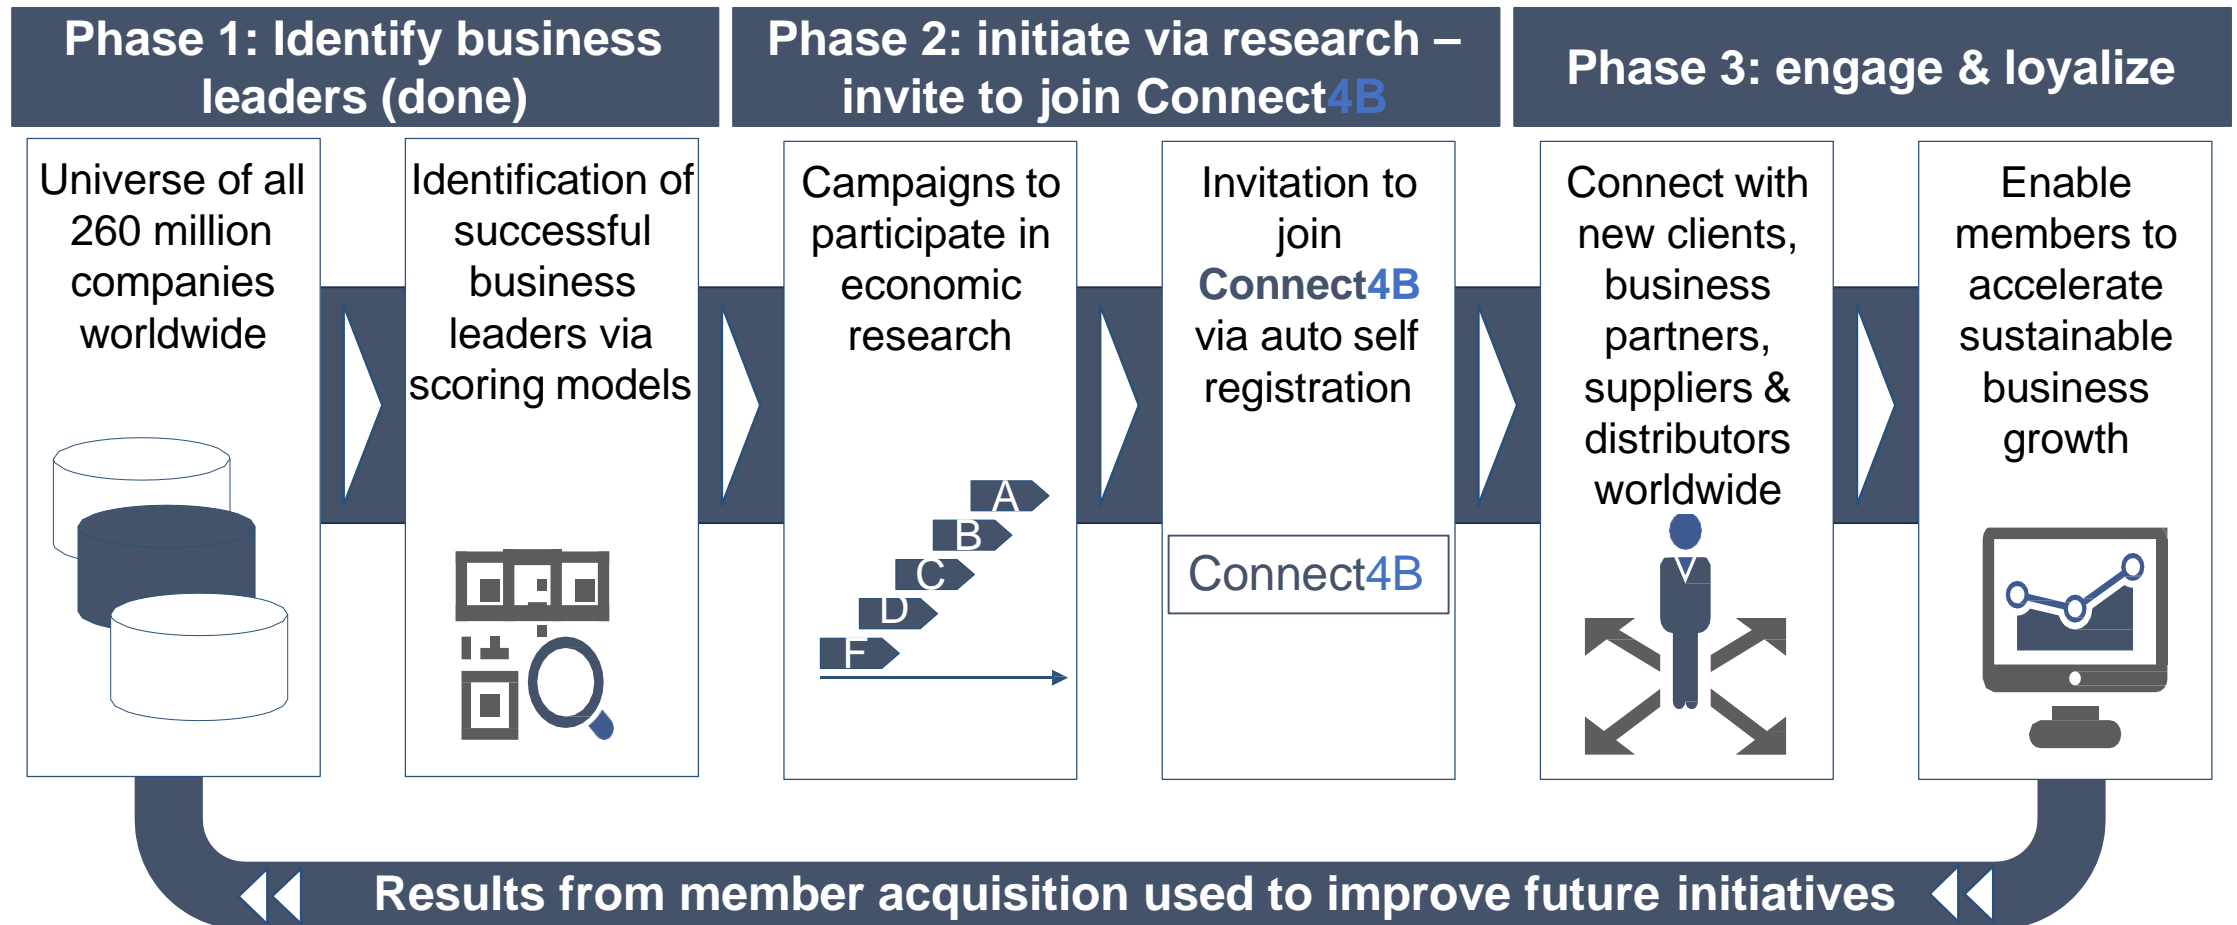 Phase 1: Identify business
leaders (done)
Phase 2: initiate via research –
invite to join Connect4B
Phase 3: engage & loyalize
Universe of all
260 million
companies
worldwide
Identification of
successful
business
leaders via
scoring models
Campaigns to
participate in
economic
research
A
B
C
D
F
Invitation to
join
Connect4B
via auto self
registration
Connect4B
Connect with
new clients,
business
partners,
suppliers &
distributors
worldwide
Enable
members to
accelerate
sustainable
business
growth
Results from member acquisition used to improve future initiatives